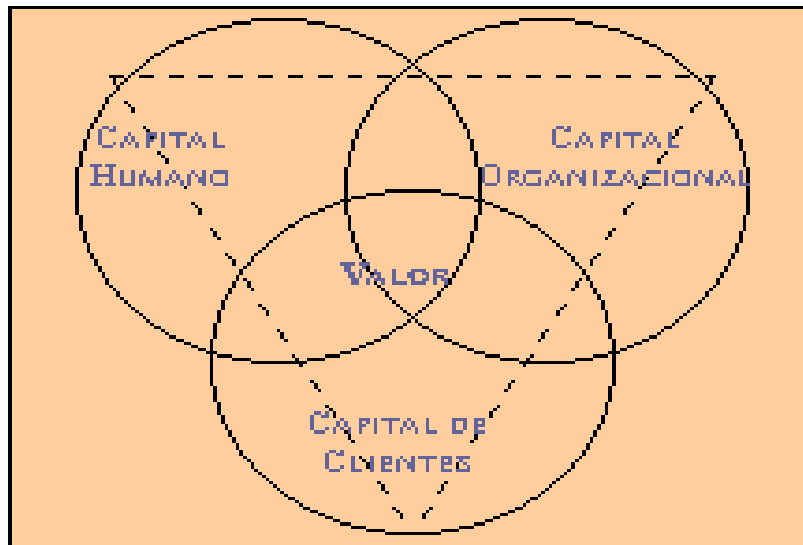 CAPITAL
HUMANO
CAPITAL
ORGANIZACIONAL
VALOR
CAPITAL DE
CLIENTES